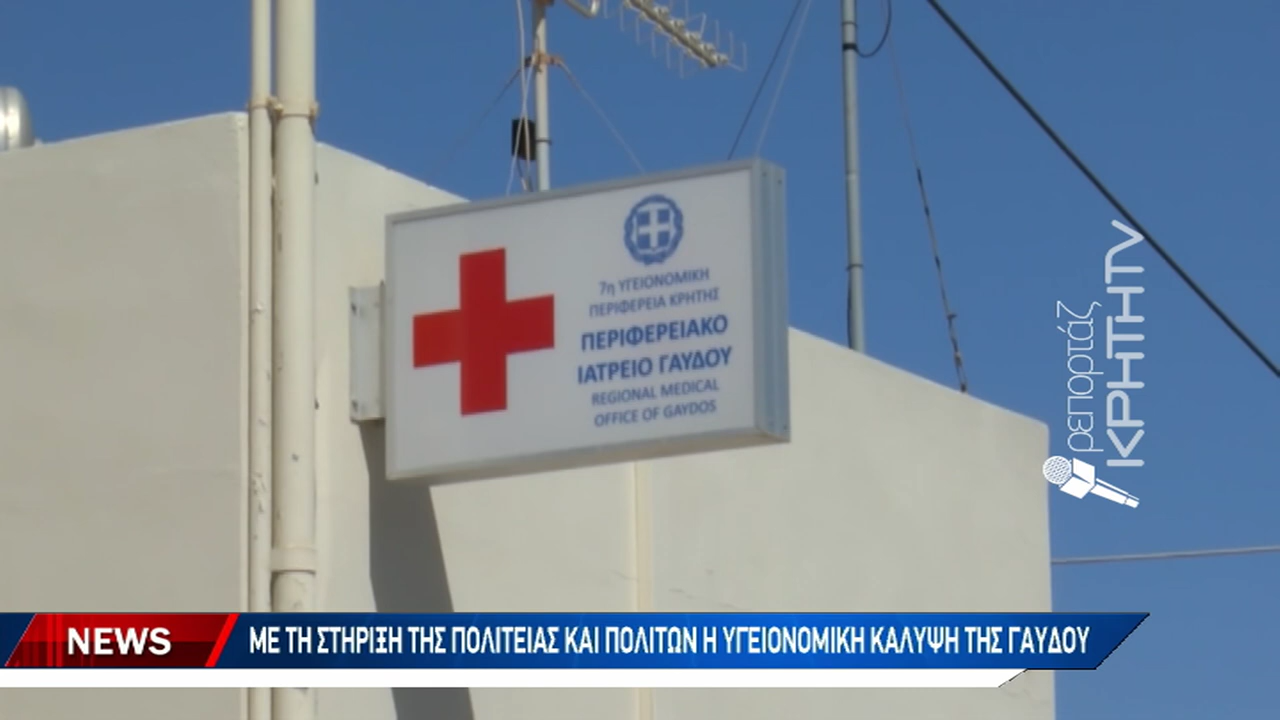 7η ΥΓΕΙΟΝΟΜΙΚΗ
ΠΕΡΙΦΕΡΕΙΑ ΚΡΗΤΗΣ
ΠΕΡΙΦΕΡΕΙΑΚΟ
ΙΑΤΡΕΙΟ ΓΑΥΔΟΥ
REGIONAL MEDICAL
OFFICE OF GAYDOS
ρεπορτάζ
ΚΡΗΤΗTV
NEWS
ΜΕ ΤΗ ΣΤΗΡΙΞΗ ΤΗΣ ΠΟΛΙΤΕΙΑΣ ΚΑΙ ΠΟΛΙΤΩΝ Η ΥΓΕΙΟΝΟΜΙΚΗ ΚΑΛΥΨΗ ΤΗΣ ΓΑΥΔΟΥ